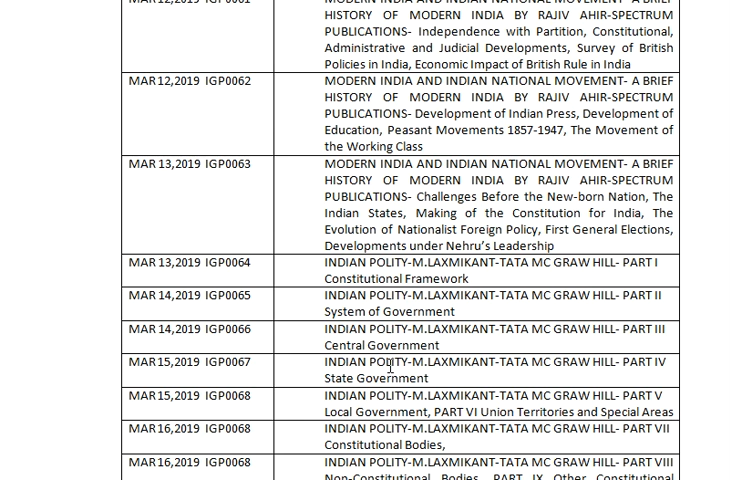 MAR 12,2019 IGP0061 MODERN INDIA AND INDIAN NATIONAL MOVEMENT- A BRIEF
HISTORY OF MODERN INDIA BY RAJIV AHIR-SPECTRUM
PUBLICATIONS- Independence with Partition, Constitutional,
Administrative and Judicial Developments, Survey of British
Policies in India, Economic Impact of British Rule in India
MAR 12,2019 IGP0062 MODERN INDIA AND INDIAN NATIONAL MOVEMENT- A BRIEF
HISTORY OF MODERN INDIA BY RAJIV AHIR-SPECTRUM
PUBLICATIONS- Development of Indian Press, Development of
Education, Peasant Movements 1857-1947, The Movement of
the Working Class
MAR 13,2019 IGP0063 MODERN INDIA AND INDIAN NATIONAL MOVEMENT- A BRIEF
HISTORY OF MODERN INDIA BY RAJIV AHIR-SPECTRUM
PUBLICATIONS- Challenges Before the New-born Nation, The
Indian States, Making of the Constitution for India, The
Evolution of Nationalist Foreign Policy, First General Elections,
Developments under Nehru’s Leadership
MAR 13,2019 IGP0064 INDIAN POLITY-M.LAXMIKANT-TATA MC GRAW HILL- PART I
Constitutional Framework
MAR 14,2019 IGP0065 INDIAN POLITY-M.LAXMIKANT-TATA MC GRAW HILL- PART II
System of Government
MAR 14,2019 IGP0066 INDIAN POLITY-M.LAXMIKANT-TATA MC GRAW HILL- PART III
Central Government
MAR 15,2019 IGP0067 INDIAN POLITY-M.LAXMIKANT-TATA MC GRAW HILL- PART IV
State Government
MAR 15,2019 IGP0068 INDIAN POLITY-M.LAXMIKANT-TATA MC GRAW HILL- PART V
Local Government, PART VI Union Territories and Special Areas
MAR 16,2019 IGP0068 INDIAN POLITY-M.LAXMIKANT-TATA MC GRAW HILL- PART VII
Constitutional Bodies,
MAR 16,2019 IGP0068 INDIAN POLITY-M.LAXMIKANT-TATA MC GRAW HILL- PART VIII
Non-Constitutional Bodies, PART IX Other Constitutional